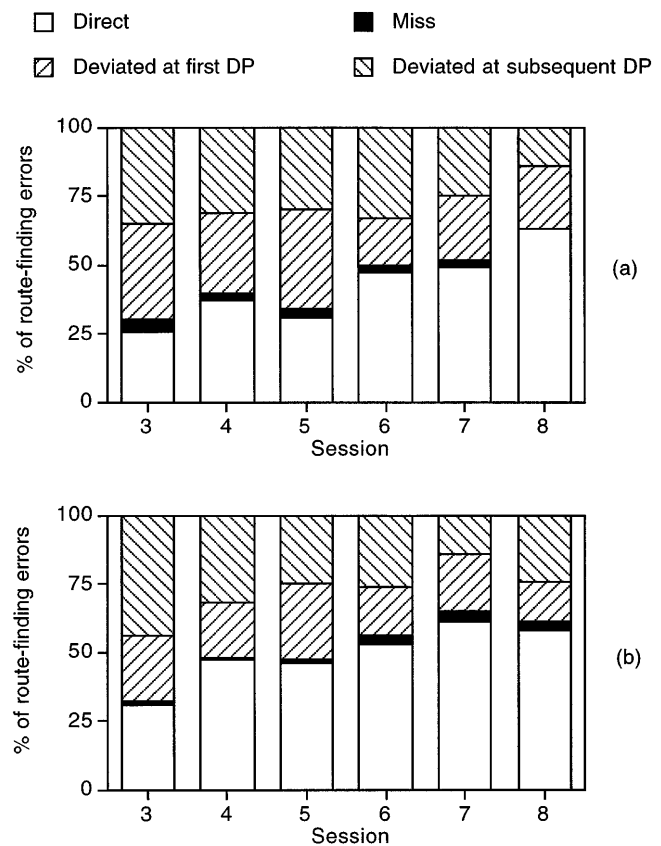 Direct
Miss
Deviated at first DP
Deviated at subsequent DP
% of route-finding errors
100
75
50
25
0
3 4 5 6 7 8
Session
(a)
% of route-finding errors
100
75
50
25
0
3 4 5 6 7 8
Session
(b)